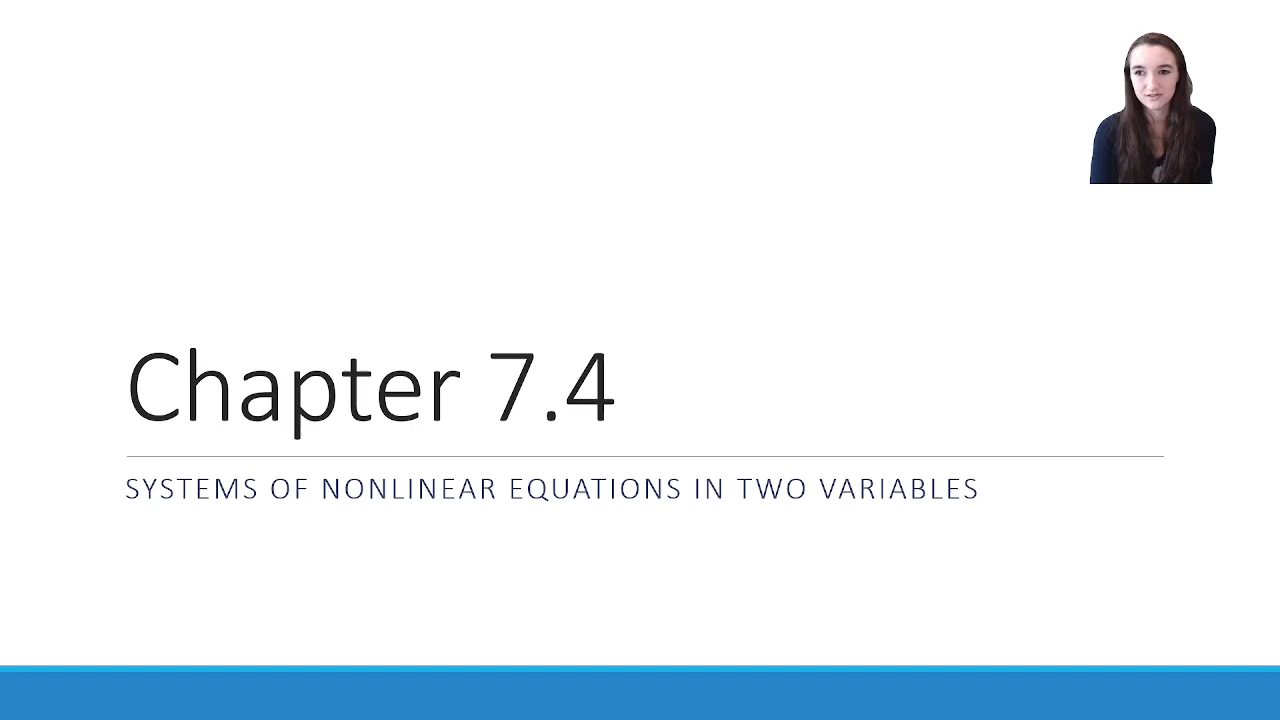 Chapter 7.4
SYSTEMS OF NONLINEAR EQUATIONS IN TWO VARIABLES